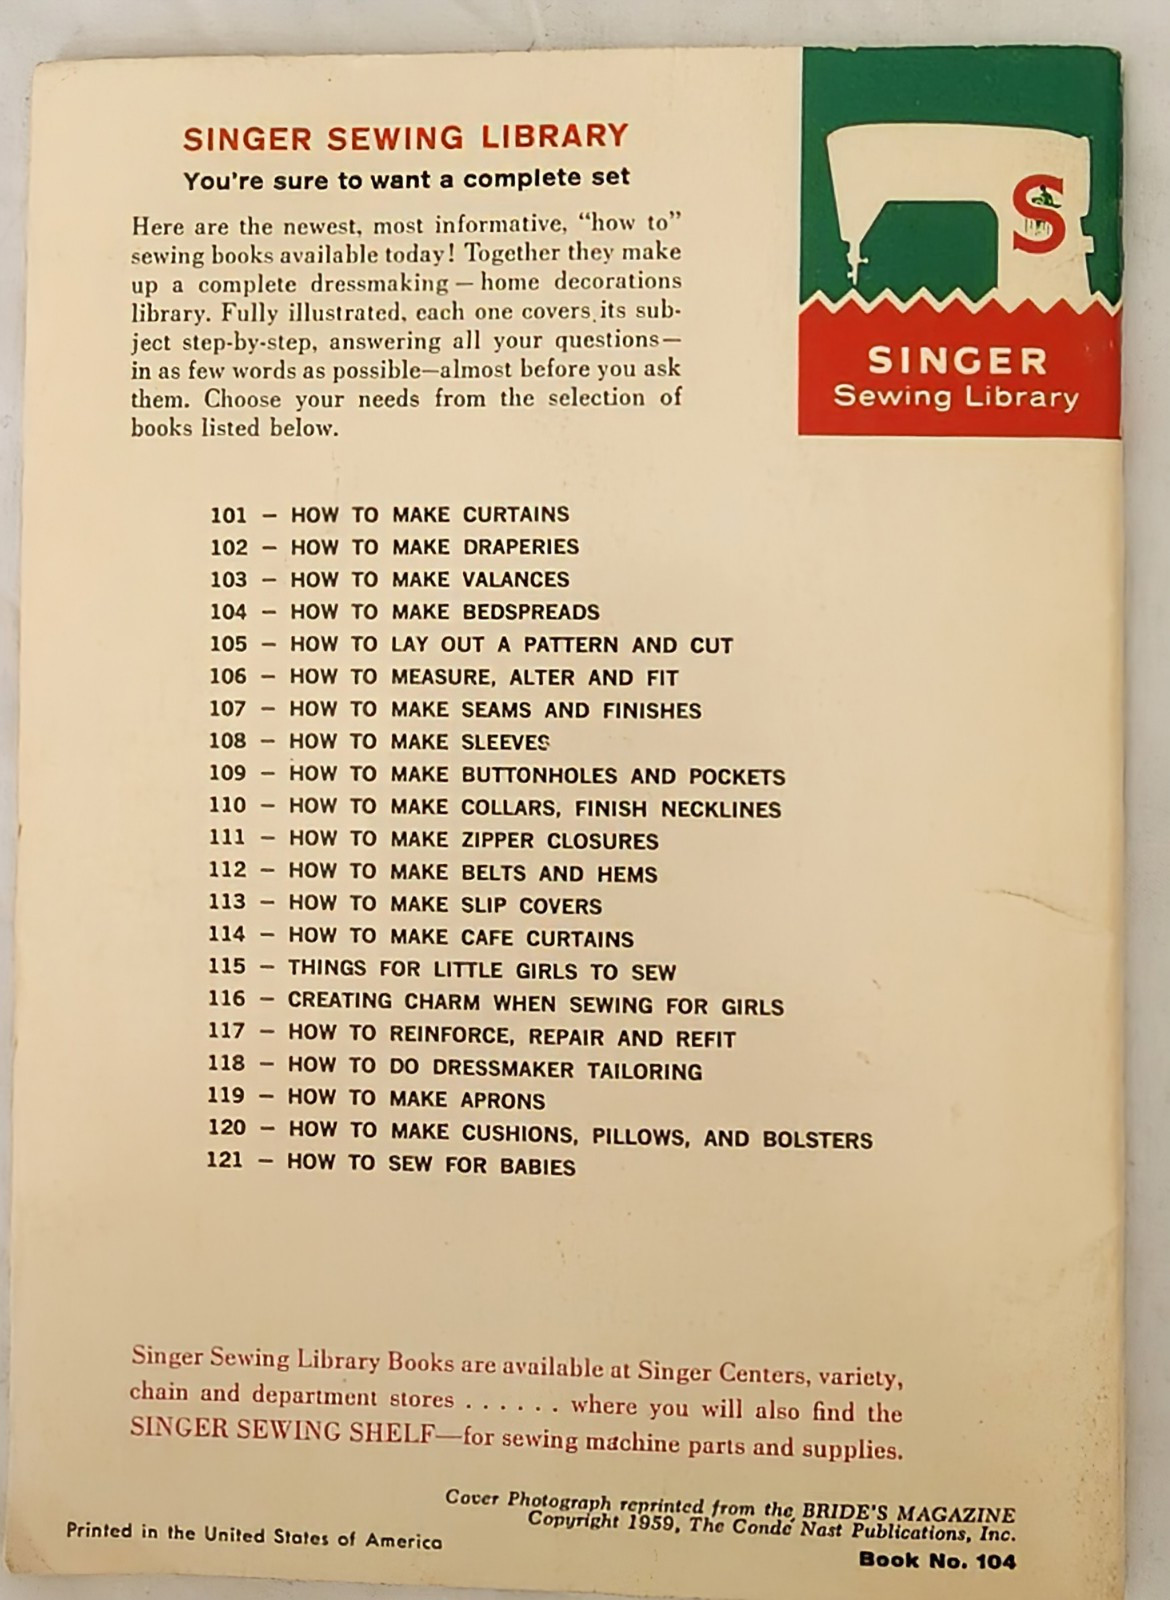 SINGER SEWING LIBRARY
You're sure to want a complete set
Here are the newest, most informative, “how to”
sewing books available today! Together they make
up a complete dressmaking — home decorations
library. Fully illustrated, each one covers its sub-
ject step-by-step, answering all your questions—
in as few words as possible—almost before you ask
them. Choose your needs from the selection of
books listed below.
S
SINGER
Sewing Library
101 – HOW TO MAKE CURTAINS
102 – HOW TO MAKE DRAPERIES
103 – HOW TO MAKE VALANCES
104 – HOW TO MAKE BEDSPREADS
105 – HOW TO LAY OUT A PATTERN AND CUT
106 – HOW TO MEASURE, ALTER AND FIT
107 – HOW TO MAKE SEAMS AND FINISHES
108 – HOW TO MAKE SLEEVES
109 – HOW TO MAKE BUTTONHOLES AND POCKETS
110 – HOW TO MAKE COLLARS, FINISH NECKLINES
111 – HOW TO MAKE ZIPPER CLOSURES
112 – HOW TO MAKE BELTS AND HEMS
113 – HOW TO MAKE SLIP COVERS
114 – HOW TO MAKE CAFE CURTAINS
115 – THINGS FOR LITTLE GIRLS TO SEW
116 – CREATING CHARM WHEN SEWING FOR GIRLS
117 – HOW TO REINFORCE, REPAIR AND REFIT
118 – HOW TO DO DRESSMAKER TAILORING
119 – HOW TO MAKE APRONS
120 – HOW TO MAKE CUSHIONS, PILLOWS, AND BOLSTERS
121 – HOW TO SEW FOR BABIES
Singer Sewing Library Books are available at Singer Centers, variety,
chain and department stores . . . . . . where you will also find the
SINGER SEWING SHELF—for sewing machine parts and supplies.
Cover Photograph reprinted from the BRIDE'S MAGAZINE
Copyright 1959, The Condé Nast Publications, Inc.
Printed in the United States of America
Book No. 104